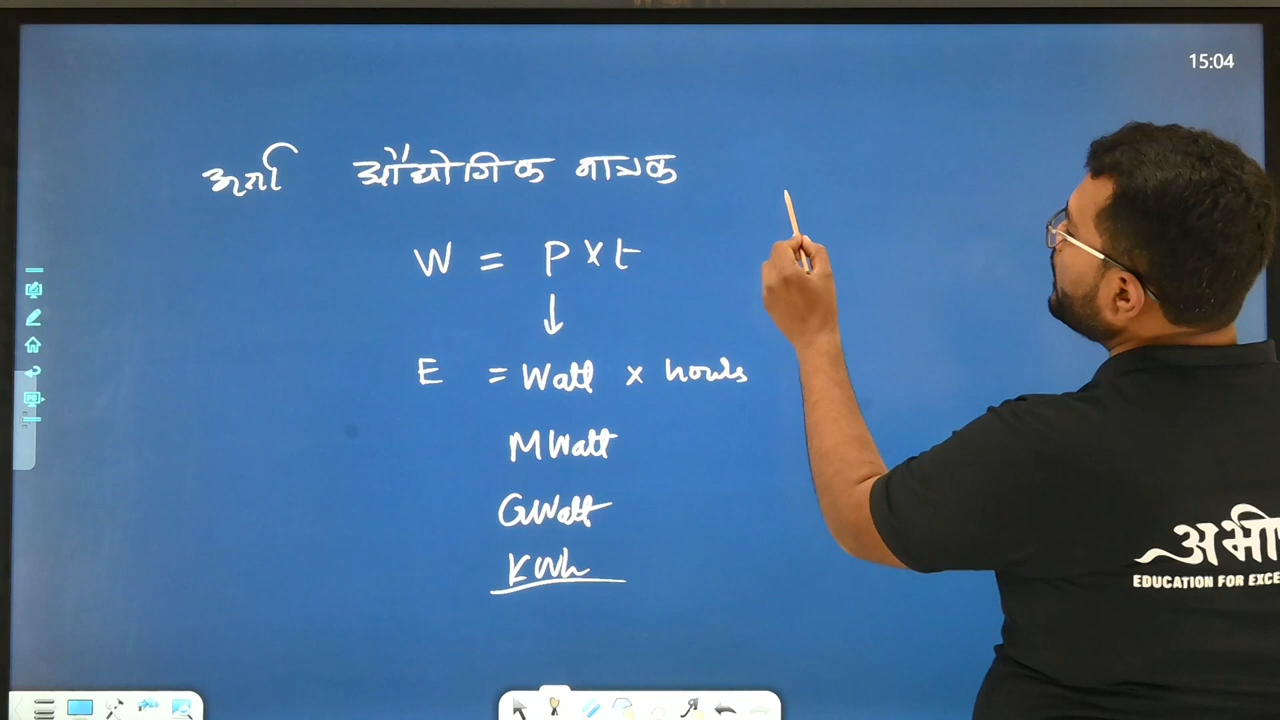 15:04
ऊर्जा औद्योगिक मात्रक
W = P × t
↓
E = Watt × hours
MWatt
GWatt
KWh
अभी
EDUCATION FOR EXCE